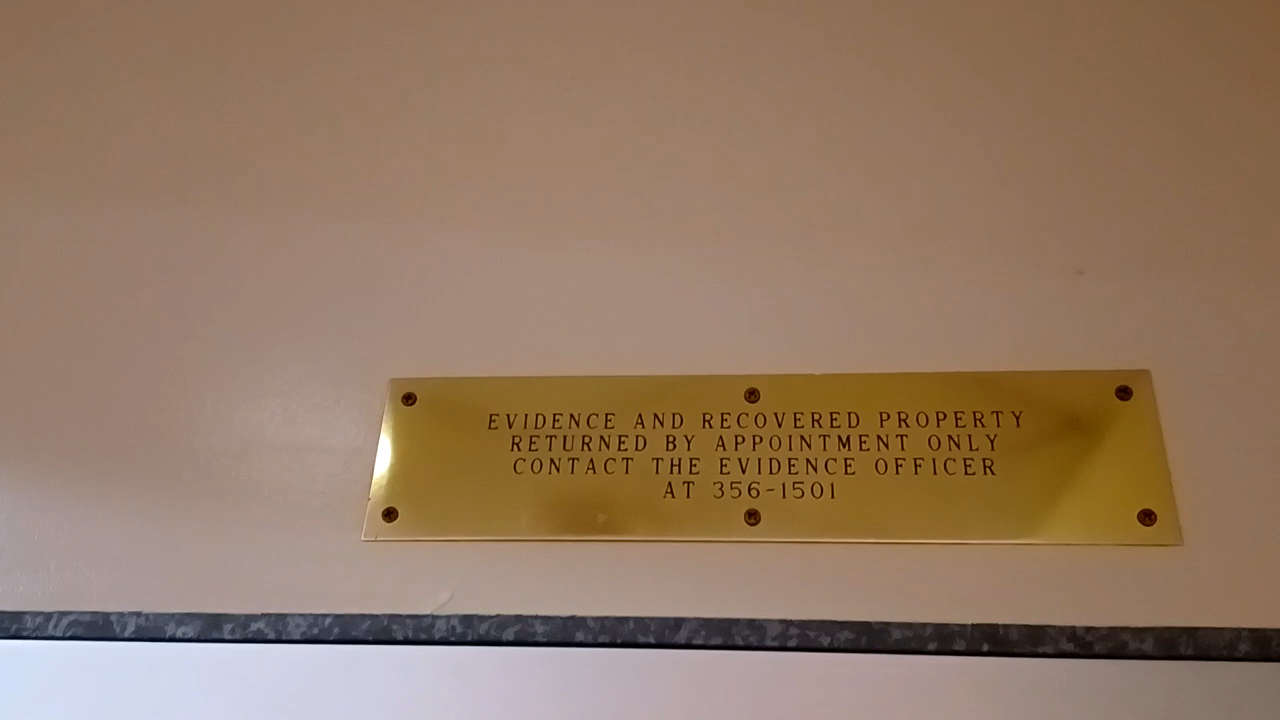 EVIDENCE AND RECOVERED PROPERTY
RETURNED BY APPOINTMENT ONLY
CONTACT THE EVIDENCE OFFICER
AT 356-1501